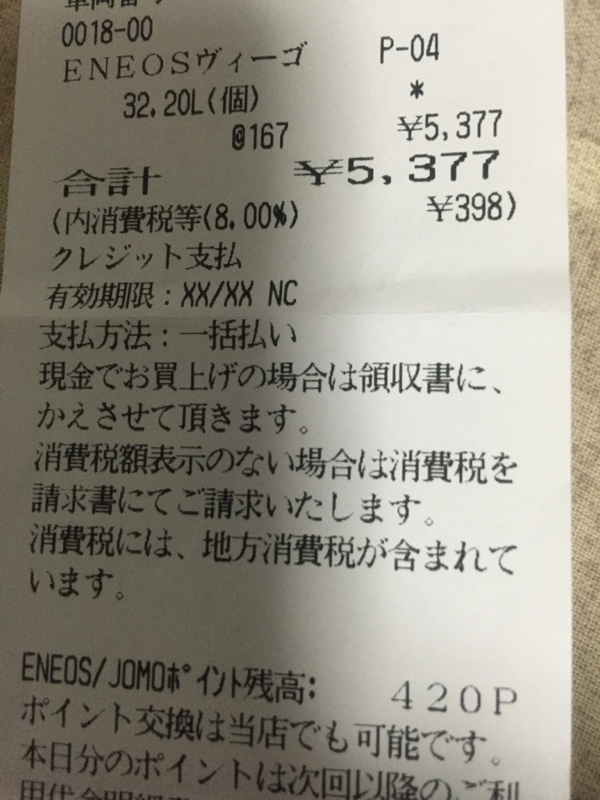 0018-00
ENEOSヴィーゴ P-04
32.20L(個) *
@167 ¥5,377
合計 ¥5,377
(内消費税等(8.00%) ¥398)
クレジット支払
有効期限:XX/XX NC
支払方法:一括払い
現金でお買上げの場合は領収書に、
かえさせて頂きます。
消費税額表示のない場合は消費税を
請求書にてご請求いたします。
消費税には、地方消費税が含まれて
います。
ENEOS/JOMOポイント残高: 420P
ポイント交換は当店でも可能です。
本日分のポイントは次回以降のご利